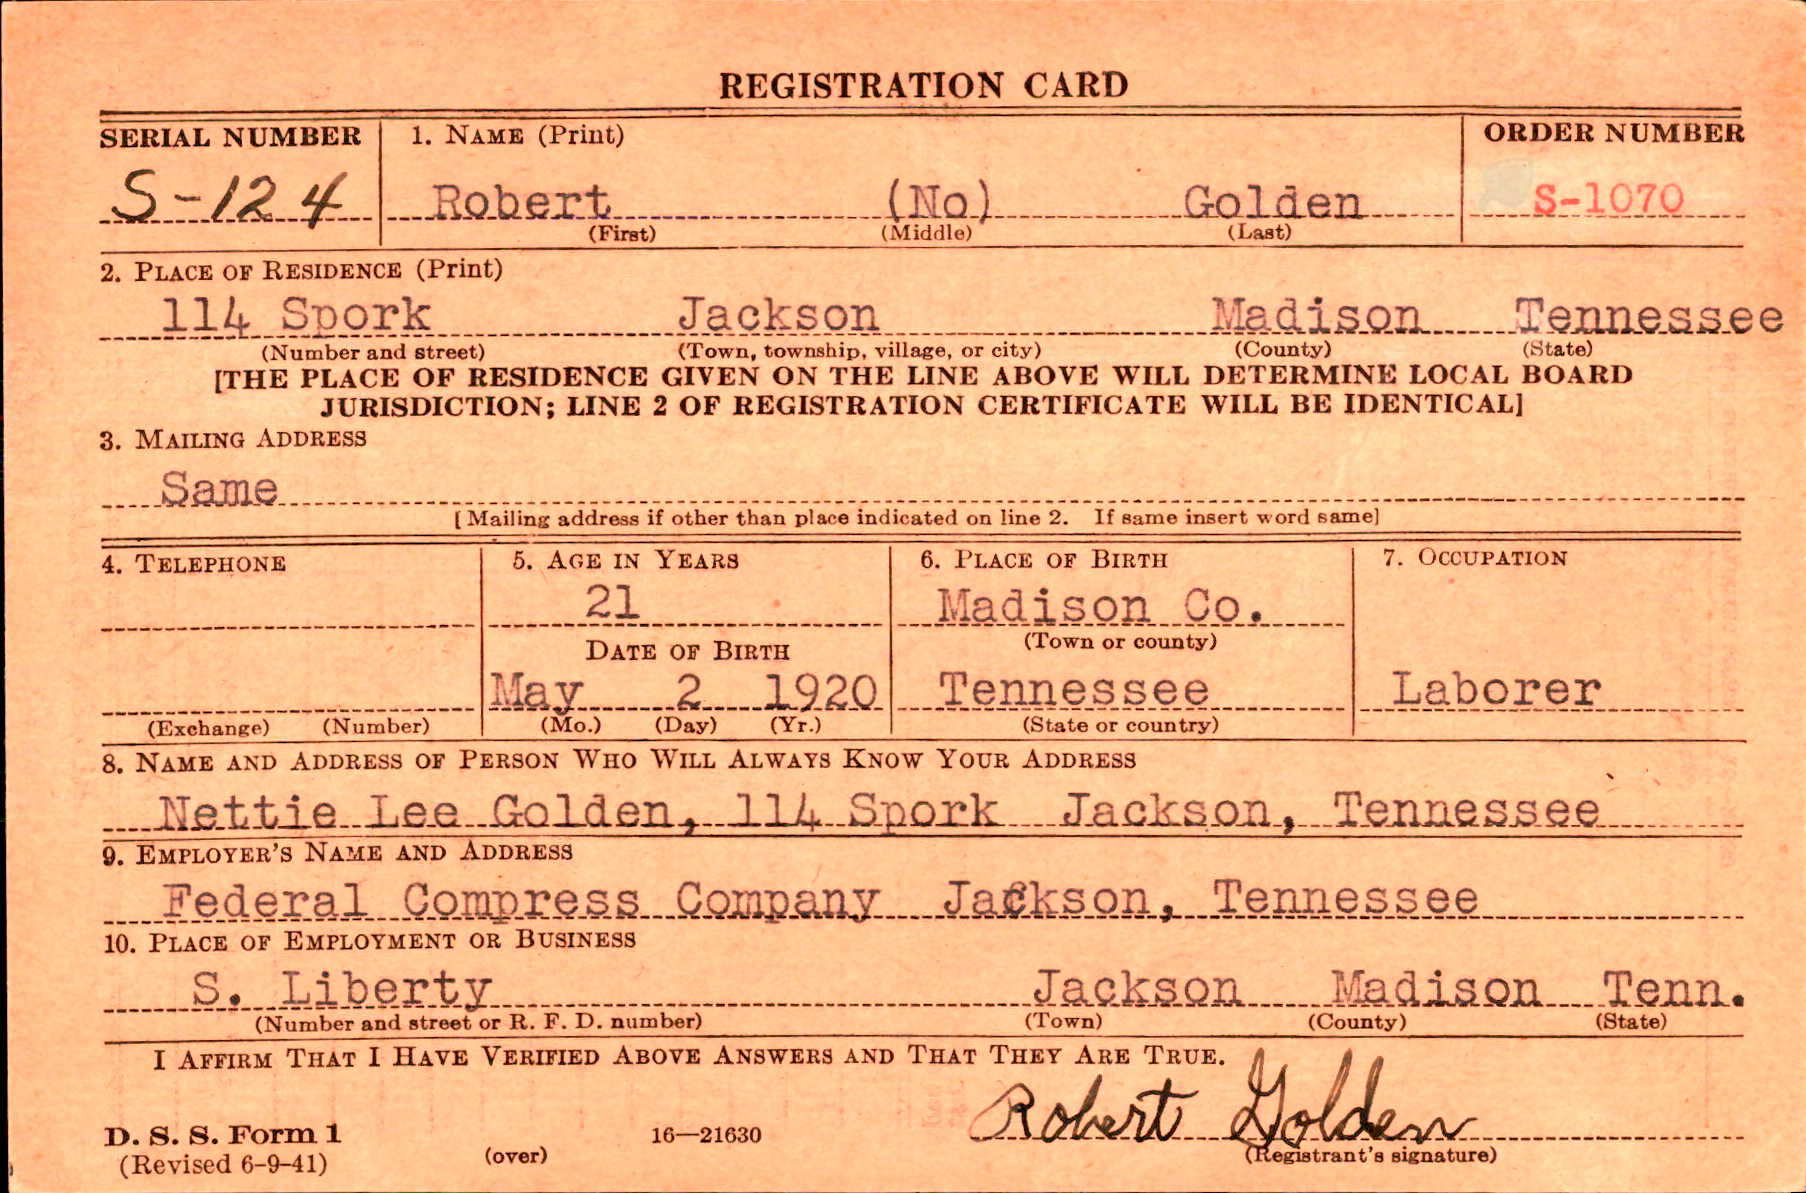 REGISTRATION CARD
SERIAL NUMBER 1. NAME (Print) ORDER NUMBER
S-124 Robert (No) Golden S-1070
(First) (Middle) (Last)
2. PLACE OF RESIDENCE (Print)
114 Spork Jackson Madison Tennessee
(Number and street) (Town, township, village, or city) (County) (State)
[THE PLACE OF RESIDENCE GIVEN ON THE LINE ABOVE WILL DETERMINE LOCAL BOARD
JURISDICTION; LINE 2 OF REGISTRATION CERTIFICATE WILL BE IDENTICAL]
3. MAILING ADDRESS
Same
[Mailing address if other than place indicated on line 2. If same insert word same]
4. TELEPHONE 5. AGE IN YEARS 6. PLACE OF BIRTH 7. OCCUPATION
21 Madison Co.
DATE OF BIRTH (Town or county)
May 2 1920 Tennessee Laborer
(Exchange) (Number) (Mo.) (Day) (Yr.) (State or country)
8. NAME AND ADDRESS OF PERSON WHO WILL ALWAYS KNOW YOUR ADDRESS
Nettie Lee Golden, 114 Spork Jackson, Tennessee
9. EMPLOYER'S NAME AND ADDRESS
Federal Compress Company Jackson, Tennessee
10. PLACE OF EMPLOYMENT OR BUSINESS
S. Liberty Jackson Madison Tenn.
(Number and street or R. F. D. number) (Town) (County) (State)
I AFFIRM THAT I HAVE VERIFIED ABOVE ANSWERS AND THAT THEY ARE TRUE.
Robert Golden
D. S. S. Form 1 16—21630
(Revised 6-9-41) (over) (Registrant's signature)